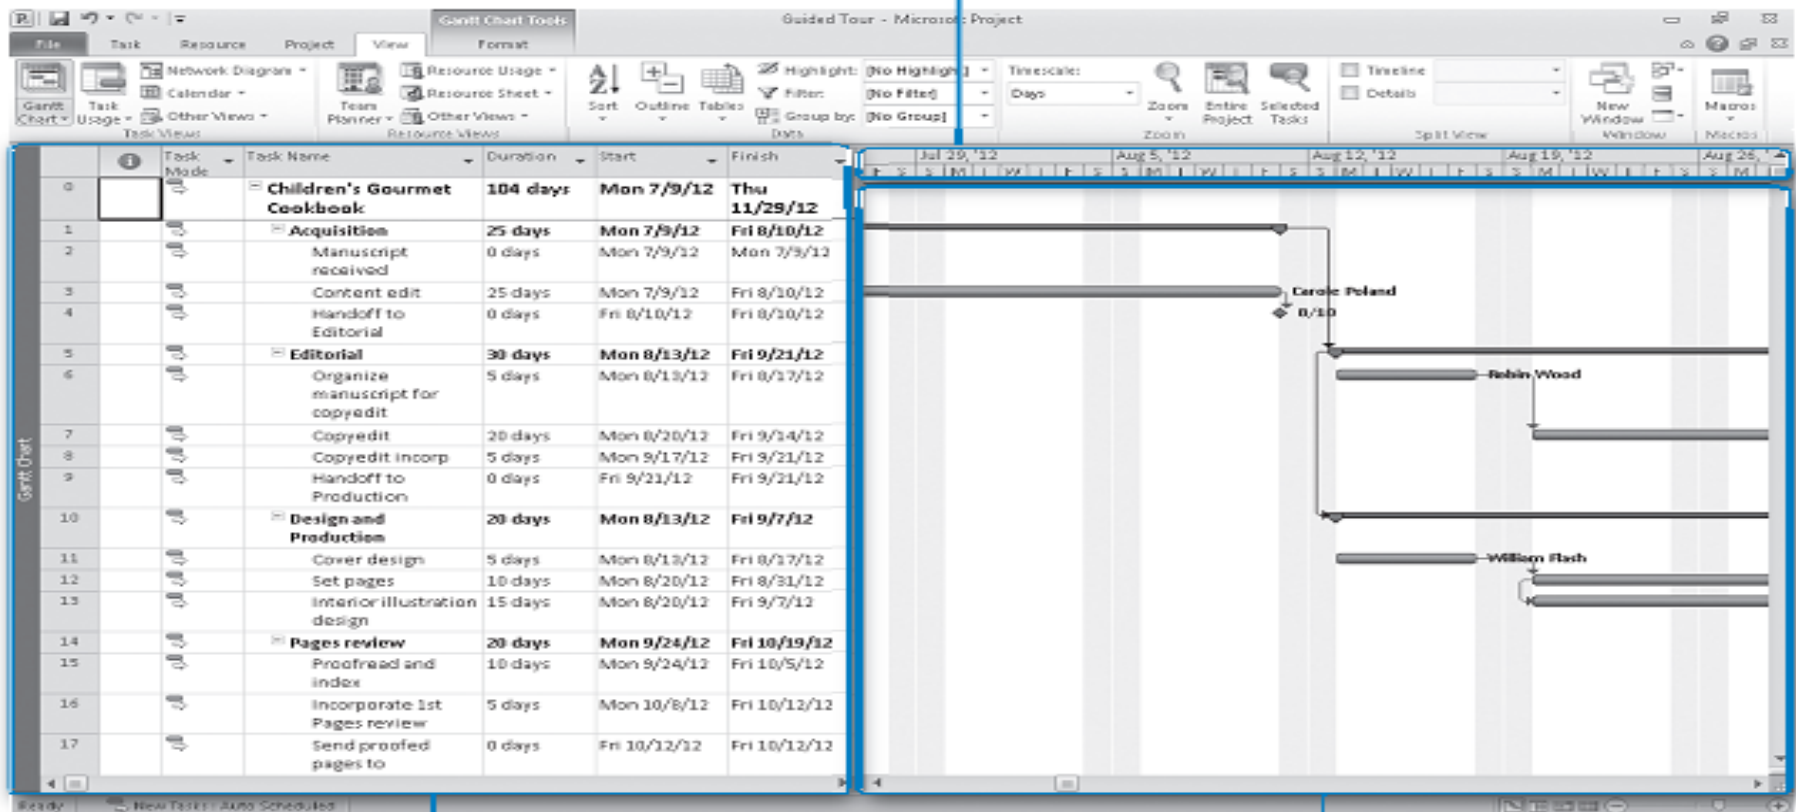 Gantt Chart Tools
Guided Tour - Microsoft Project
File Task Resource Project View Format
Network Diagram Resource Usage Highlight: [No Highlight] Timescale: Timeline
Calendar Resource Sheet Filter: [No Filter] Days Details
Gantt Chart Task Usage Other Views Team Planner Other Views Sort Outline Tables Group by: [No Group] Zoom Entire Project Selected Tasks New Window Macros
Task Views Resource Views Data Zoom Split View Window Macros
Task Mode Task Name Duration Start Finish Jul 29, '12 Aug 5, '12 Aug 12, '12 Aug 19, '12 Aug 26, '
F S S M T W T F S S M T W T F S S M T W T F S S M T W T F S S M T
0 Children's Gourmet Cookbook 104 days Mon 7/9/12 Thu 11/29/12
1 Acquisition 25 days Mon 7/9/12 Fri 8/10/12
2 Manuscript received 0 days Mon 7/9/12 Mon 7/9/12
3 Content edit 25 days Mon 7/9/12 Fri 8/10/12 Carole Poland
4 Handoff to Editorial 0 days Fri 8/10/12 Fri 8/10/12 8/10
5 Editorial 30 days Mon 8/13/12 Fri 9/21/12
6 Organize manuscript for copyedit 5 days Mon 8/13/12 Fri 8/17/12 Robin Wood
7 Copyedit 20 days Mon 8/20/12 Fri 9/14/12
8 Copyedit incorp 5 days Mon 9/17/12 Fri 9/21/12
9 Handoff to Production 0 days Fri 9/21/12 Fri 9/21/12
10 Design and Production 20 days Mon 8/13/12 Fri 9/7/12
11 Cover design 5 days Mon 8/13/12 Fri 8/17/12 William Flash
12 Set pages 10 days Mon 8/20/12 Fri 8/31/12
13 Interior illustration design 15 days Mon 8/20/12 Fri 9/7/12
14 Pages review 20 days Mon 9/24/12 Fri 10/19/12
15 Proofread and index 10 days Mon 9/24/12 Fri 10/5/12
16 Incorporate 1st Pages review 5 days Mon 10/8/12 Fri 10/12/12
17 Send proofed pages to 0 days Fri 10/12/12 Fri 10/12/12
Gantt Chart
Ready New Tasks : Auto Scheduled